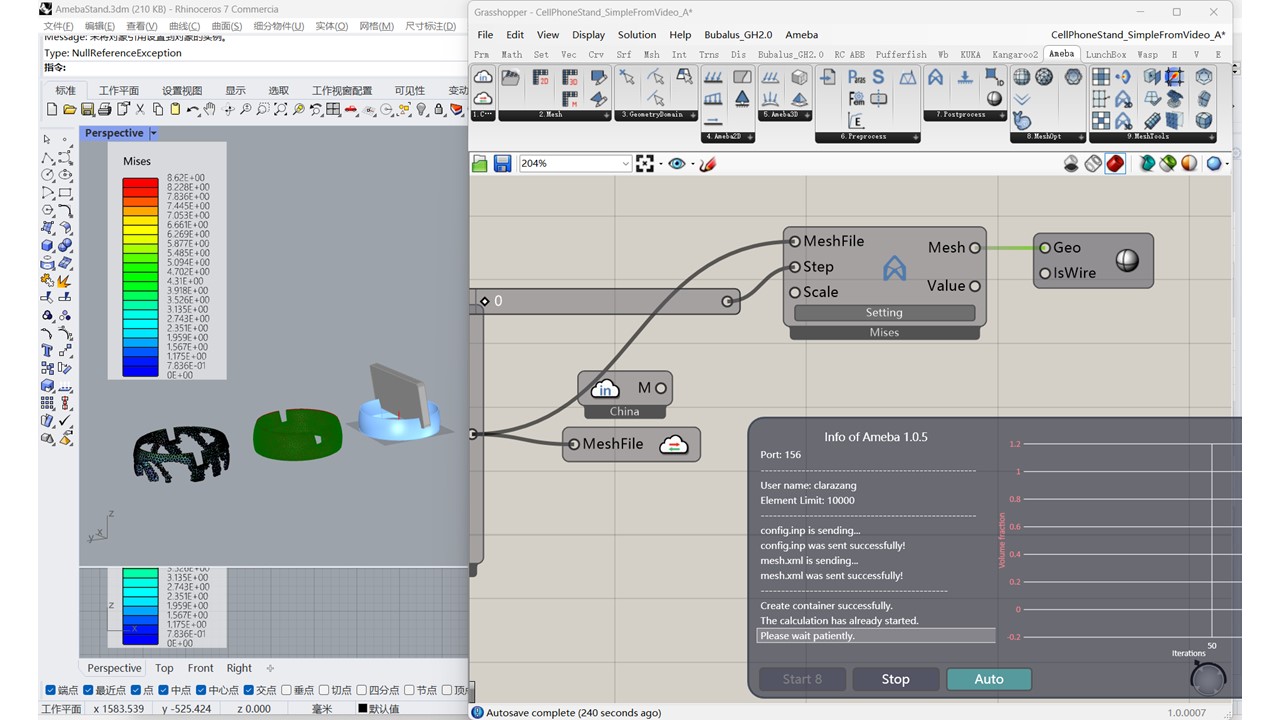 AmebaStand.3dm (210 KB) - Rhinoceros 7 Commercia
文件(F) 编辑(E) 查看(V) 曲线(C) 曲面(S) 细分物件(U) 实体(O) 网格(M) 尺寸标注(D)
Message: 未将对象引用设置到对象的实例。
Type: NullReferenceException
指令:
标准 工作平面 设置视图 显示 选取 工作视窗配置 可见性 变动
Perspective
Mises
8.62E+00
8.228E+00
7.836E+00
7.445E+00
7.053E+00
6.661E+00
6.269E+00
5.877E+00
5.485E+00
5.094E+00
4.702E+00
4.31E+00
3.918E+00
3.526E+00
3.135E+00
2.743E+00
2.351E+00
1.959E+00
1.567E+00
1.175E+00
7.836E-01
0E+00
z
y x
3.526E+00
3.135E+00
2.743E+00
2.351E+00
1.959E+00
1.567E+00
1.175E+00
7.836E-01
0E+00
z
x
Perspective Top Front Right
端点 最近点 点 中点 中心点 交点 垂点 切点 四分点 节点 顶点
工作平面 x 1583.539 y -525.424 z 0.000 毫米 默认值
Grasshopper - CellPhoneStand_SimpleFromVideo_A*
File Edit View Display Solution Help Bubalus_GH2.0 Ameba CellPhoneStand_SimpleFromVideo_A*
Prm Math Set Vec Crv Srf Msh Int Trns Dis Bubalus_GH2.0 RC ABB Pufferfish Wb KUKA Kangaroo2 Ameba LunchBox Wasp H V E
1.C... 2.Mesh 3.GeometryDomain 4.Ameba2D 5.Ameba3D 6.Preprocess 7.Postprocess 8.MeshOpt 9.MeshTools
204%
0
MeshFile
Step
Scale
Mesh
Value
Setting
Mises
Geo
IsWire
in M
China
MeshFile
Info of Ameba 1.0.5
Port: 156
User name: clarazang
Element Limit: 10000
config.inp is sending...
config.inp was sent successfully!
mesh.xml is sending...
mesh.xml was sent successfully!
Create container successfully.
The calculation has already started.
Please wait patiently.
Start 8 Stop Auto
Volume fraction
1.2
1
0.8
0.6
0.4
0.2
0
-0.2
50
Iterations
Autosave complete (240 seconds ago)
1.0.0007